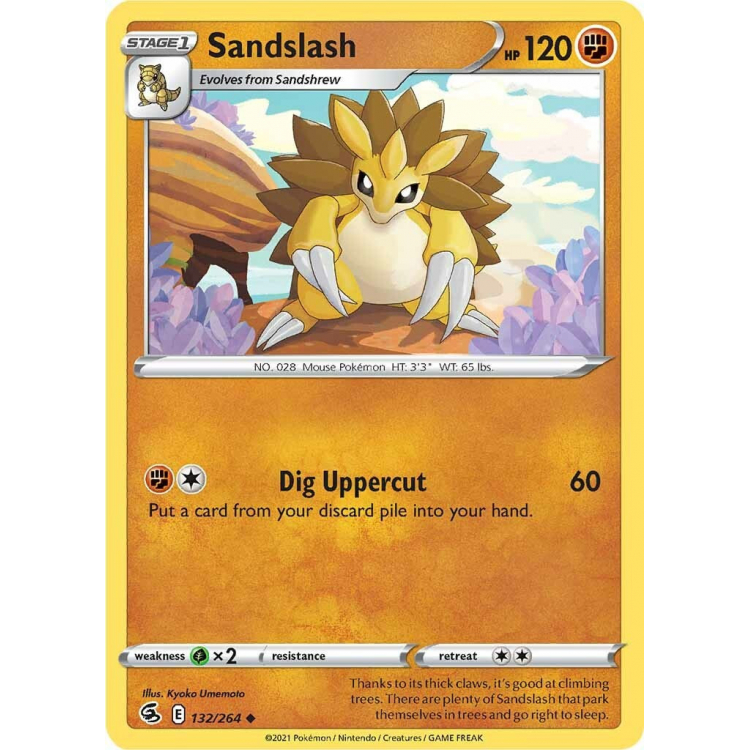 STAGE 1
Sandslash
HP 120
Evolves from Sandshrew
NO. 028 Mouse Pokémon HT: 3'3" WT: 65 lbs.
Dig Uppercut 60
Put a card from your discard pile into your hand.
weakness ×2 resistance retreat
Illus. Kyoko Umemoto
Thanks to its thick claws, it's good at climbing
trees. There are plenty of Sandslash that park
themselves in trees and go right to sleep.
E 132/264
©2021 Pokémon / Nintendo / Creatures / GAME FREAK